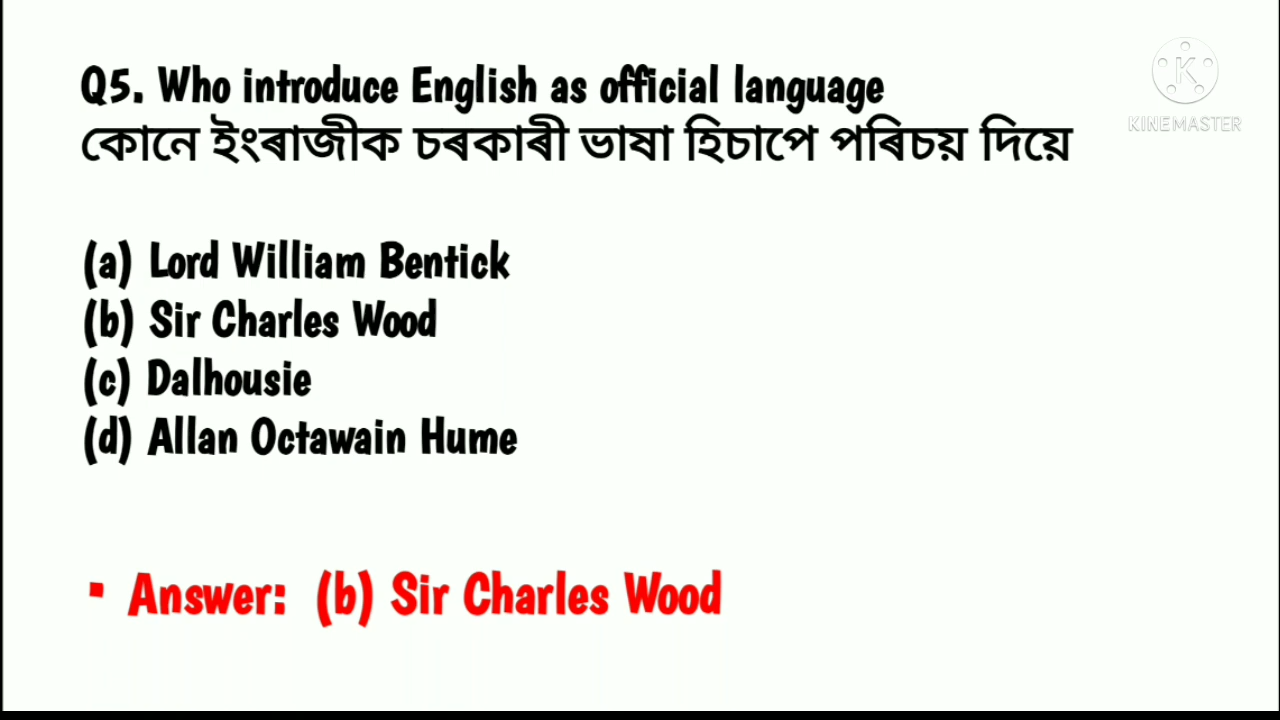 Q5. Who introduce English as official language
কোনে ইংৰাজীক চৰকাৰী ভাষা হিচাপে পৰিচয় দিয়ে
(a) Lord William Bentick
(b) Sir Charles Wood
(c) Dalhousie
(d) Allan Octawain Hume
▪ Answer: (b) Sir Charles Wood
K
KINEMASTER